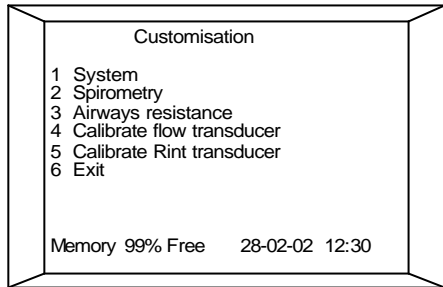 Customisation
1 System
2 Spirometry
3 Airways resistance
4 Calibrate flow transducer
5 Calibrate Rint transducer
6 Exit
Memory 99% Free 28-02-02 12:30